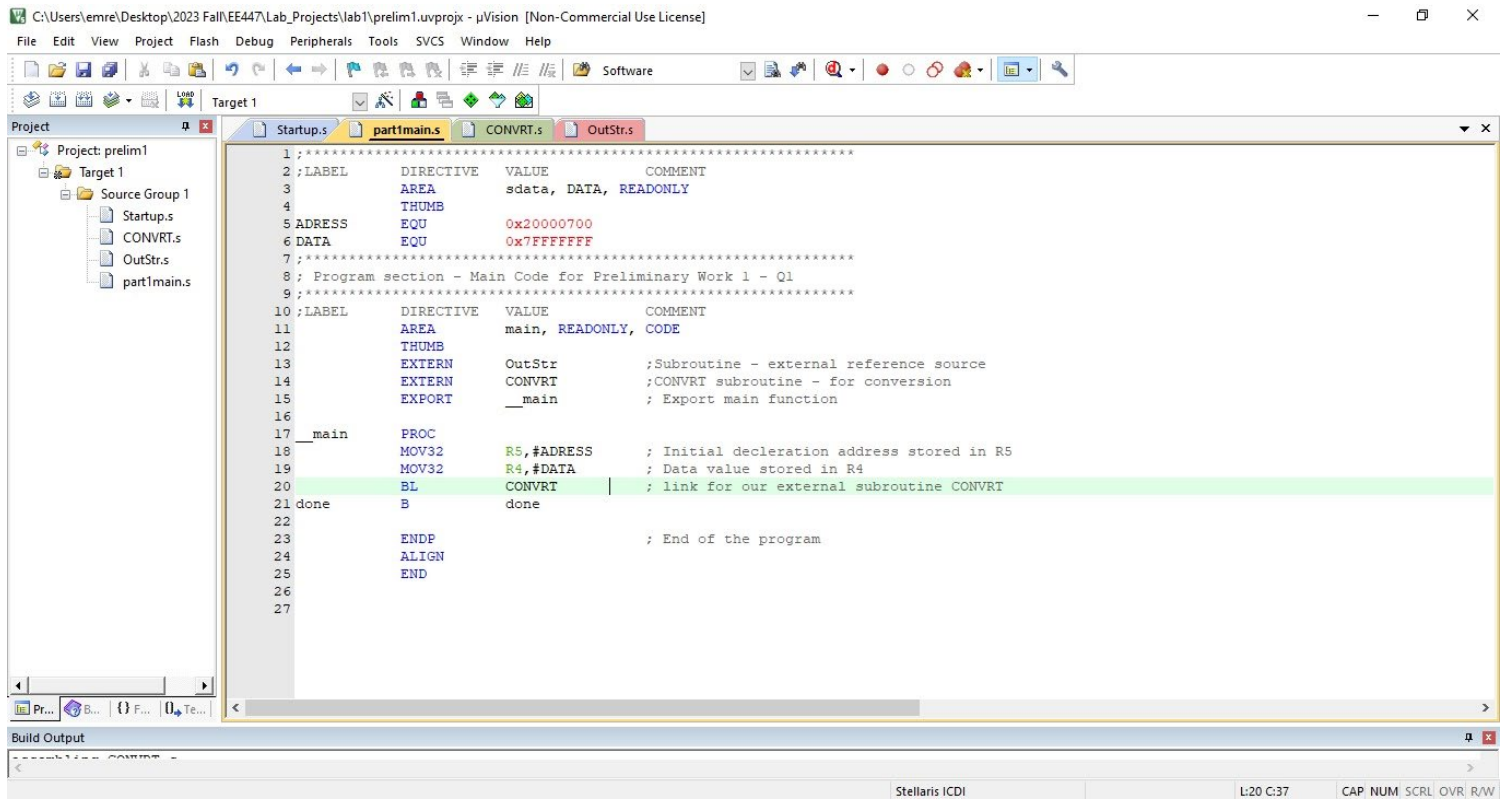 C:\Users\emre\Desktop\2023 Fall\EE447\Lab_Projects\lab1\prelim1.uvprojx - µVision [Non-Commercial Use License]
File Edit View Project Flash Debug Peripherals Tools SVCS Window Help
Software
LOAD Target 1
Project
Startup.s part1main.s CONVRT.s OutStr.s
Project: prelim1
Target 1
Source Group 1
Startup.s
CONVRT.s
OutStr.s
part1main.s
1 ;***************************************************************
2 ;LABEL DIRECTIVE VALUE COMMENT
3 AREA sdata, DATA, READONLY
4 THUMB
5 ADRESS EQU 0x20000700
6 DATA EQU 0x7FFFFFFF
7 ;***************************************************************
8 ; Program section - Main Code for Preliminary Work 1 - Q1
9 ;***************************************************************
10 ;LABEL DIRECTIVE VALUE COMMENT
11 AREA main, READONLY, CODE
12 THUMB
13 EXTERN OutStr ;Subroutine - external reference source
14 EXTERN CONVRT ;CONVRT subroutine - for conversion
15 EXPORT __main ; Export main function
16
17 __main PROC
18 MOV32 R5,#ADRESS ; Initial decleration address stored in R5
19 MOV32 R4,#DATA ; Data value stored in R4
20 BL CONVRT ; link for our external subroutine CONVRT
21 done B done
22
23 ENDP ; End of the program
24 ALIGN
25 END
26
27
Pr... B... {} F... Te...
Build Output
Stellaris ICDI L:20 C:37 CAP NUM SCRL OVR R/W